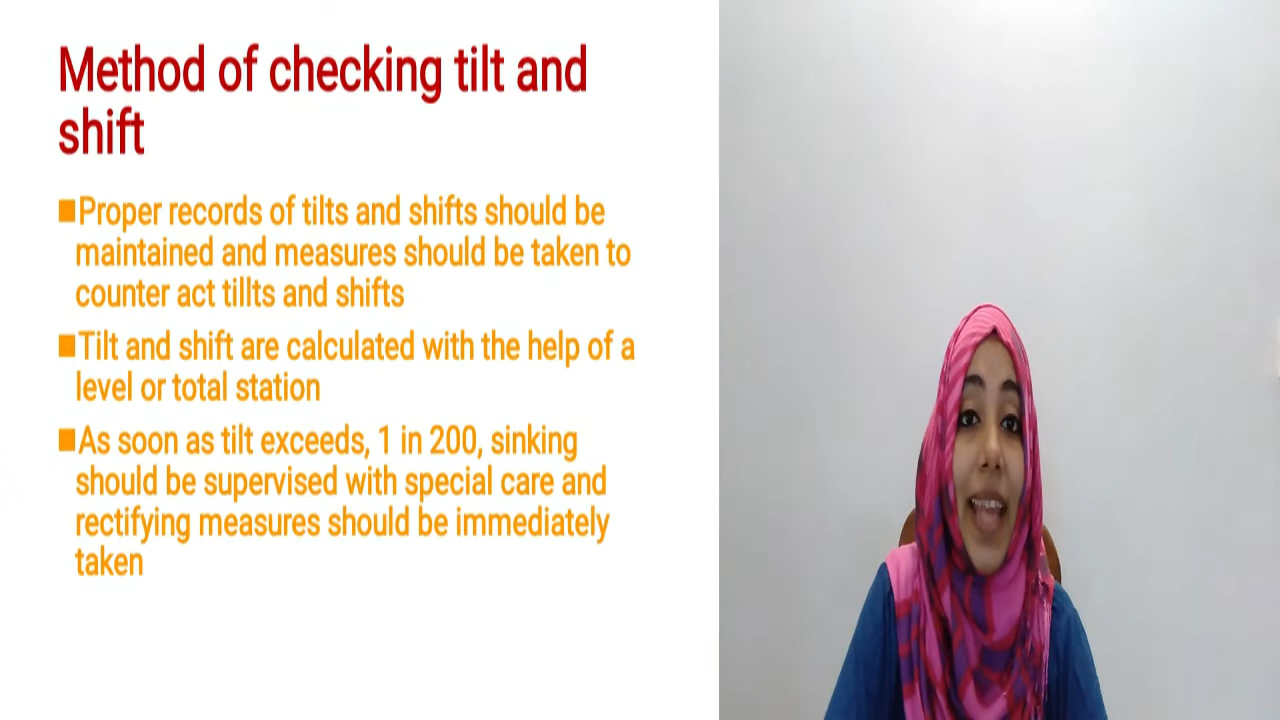 Method of checking tilt and
shift
■Proper records of tilts and shifts should be
maintained and measures should be taken to
counter act tillts and shifts
■Tilt and shift are calculated with the help of a
level or total station
■As soon as tilt exceeds, 1 in 200, sinking
should be supervised with special care and
rectifying measures should be immediately
taken